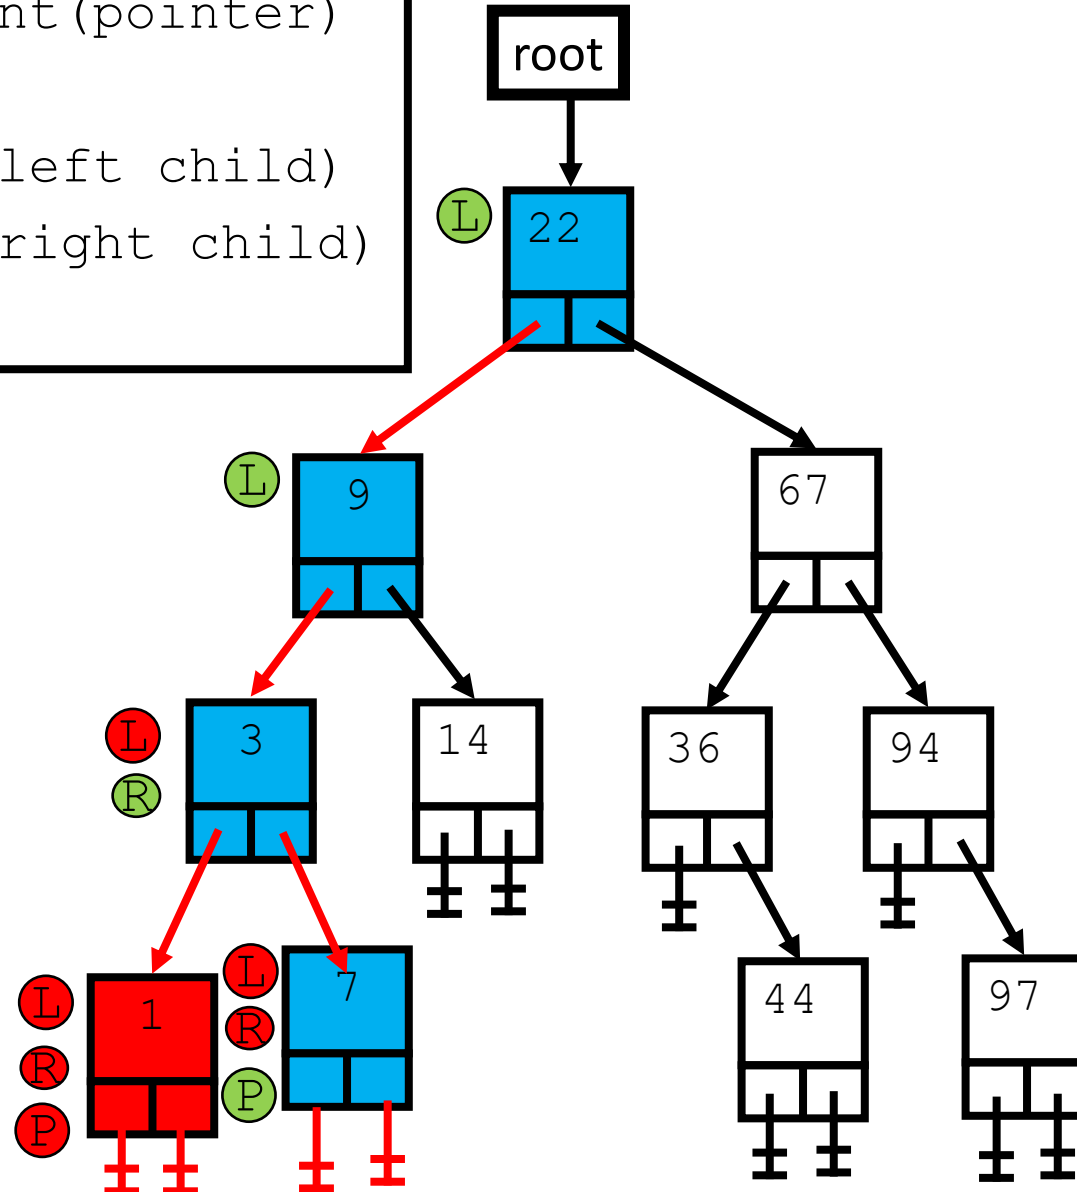 nt(pointer)
left child)
right child)
root
L
22
L
9
67
L
R
3
14
36
94
L
R
P
1
L
R
P
7
44
97